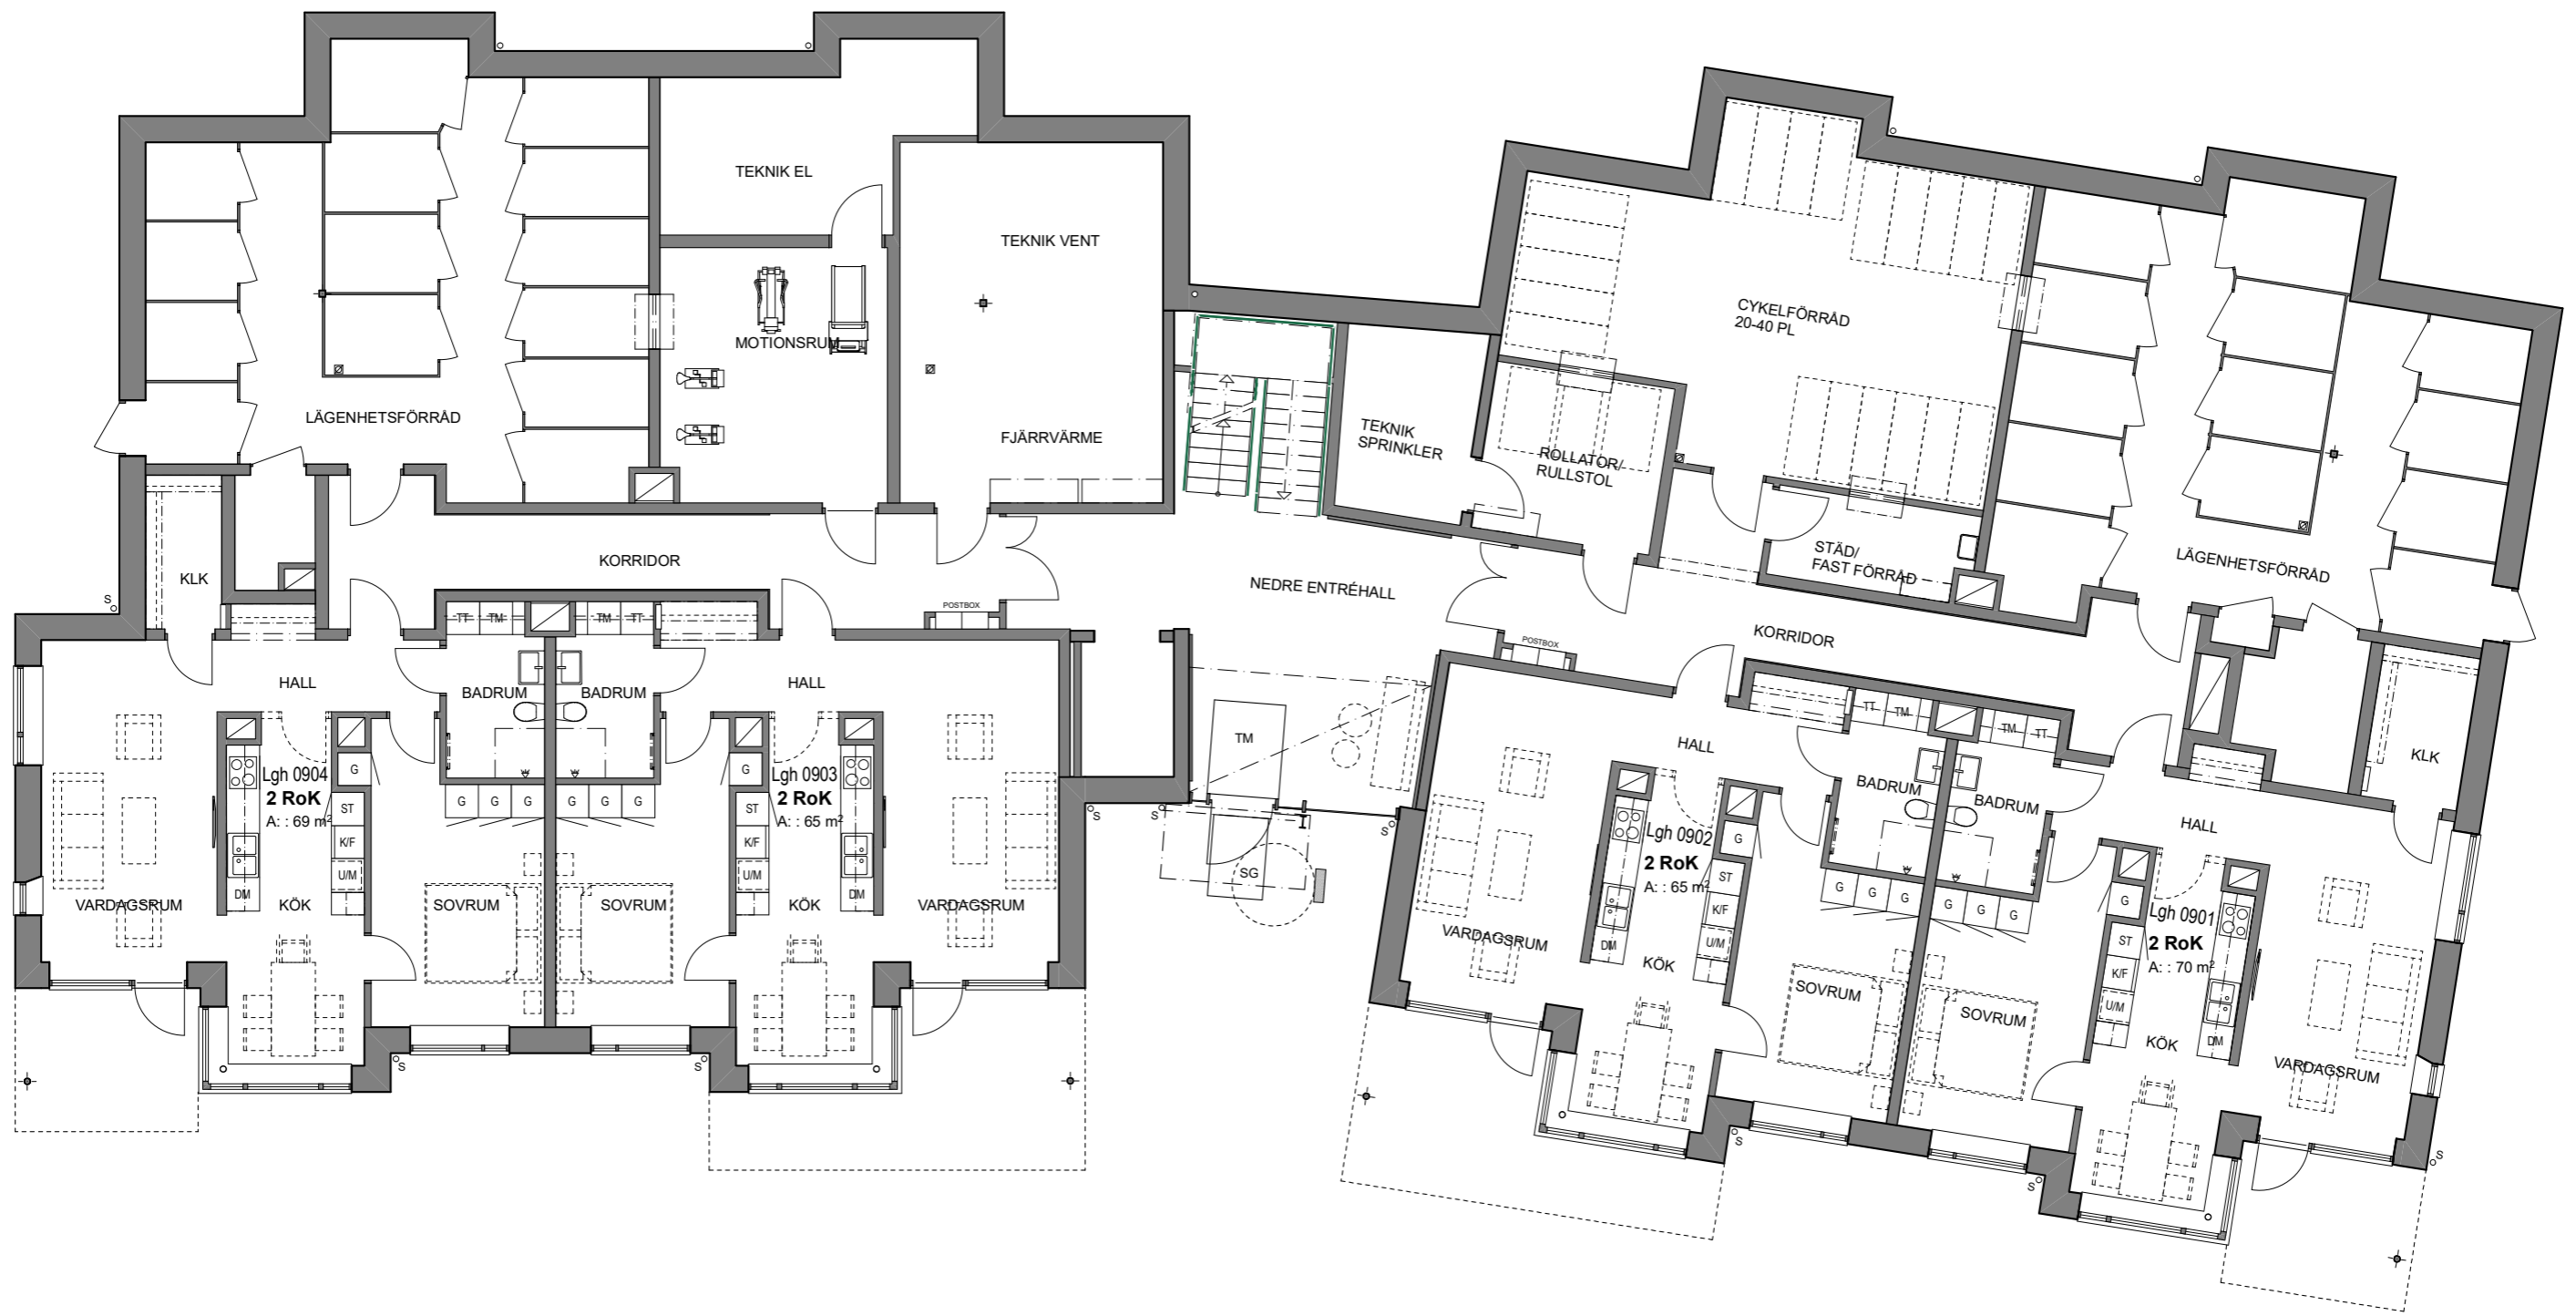 TEKNIK EL
TEKNIK VENT
MOTIONSRUM
LÄGENHETSFÖRRÅD
FJÄRRVÄRME
CYKELFÖRRÅD
20-40 PL
TEKNIK
SPRINKLER
ROLLATOR/
RULLSTOL
STÄD/
FAST FÖRRÅD
LÄGENHETSFÖRRÅD
KLK
KORRIDOR
NEDRE ENTRÉHALL
KORRIDOR
S
POSTBOX
POSTBOX
TT
TM
TM
TT
HALL
BADRUM
BADRUM
HALL
G
G
Lgh 0904
2 RoK
A: : 69 m²
Lgh 0903
2 RoK
A: : 65 m²
G
G
G
G
G
G
ST
K/F
U/M
DM
ST
K/F
U/M
DM
VARDAGSRUM
KÖK
SOVRUM
SOVRUM
KÖK
VARDAGSRUM
S
S
S
S
S
TM
SG
TT
TM
TM
TT
HALL
BADRUM
BADRUM
HALL
KLK
G
G
Lgh 0902
2 RoK
A: : 65 m²
Lgh 0901
2 RoK
A: : 70 m²
G
G
G
G
G
G
ST
K/F
U/M
DM
ST
K/F
U/M
DM
VARDAGSRUM
KÖK
SOVRUM
SOVRUM
KÖK
VARDAGSRUM
S
S
S
S